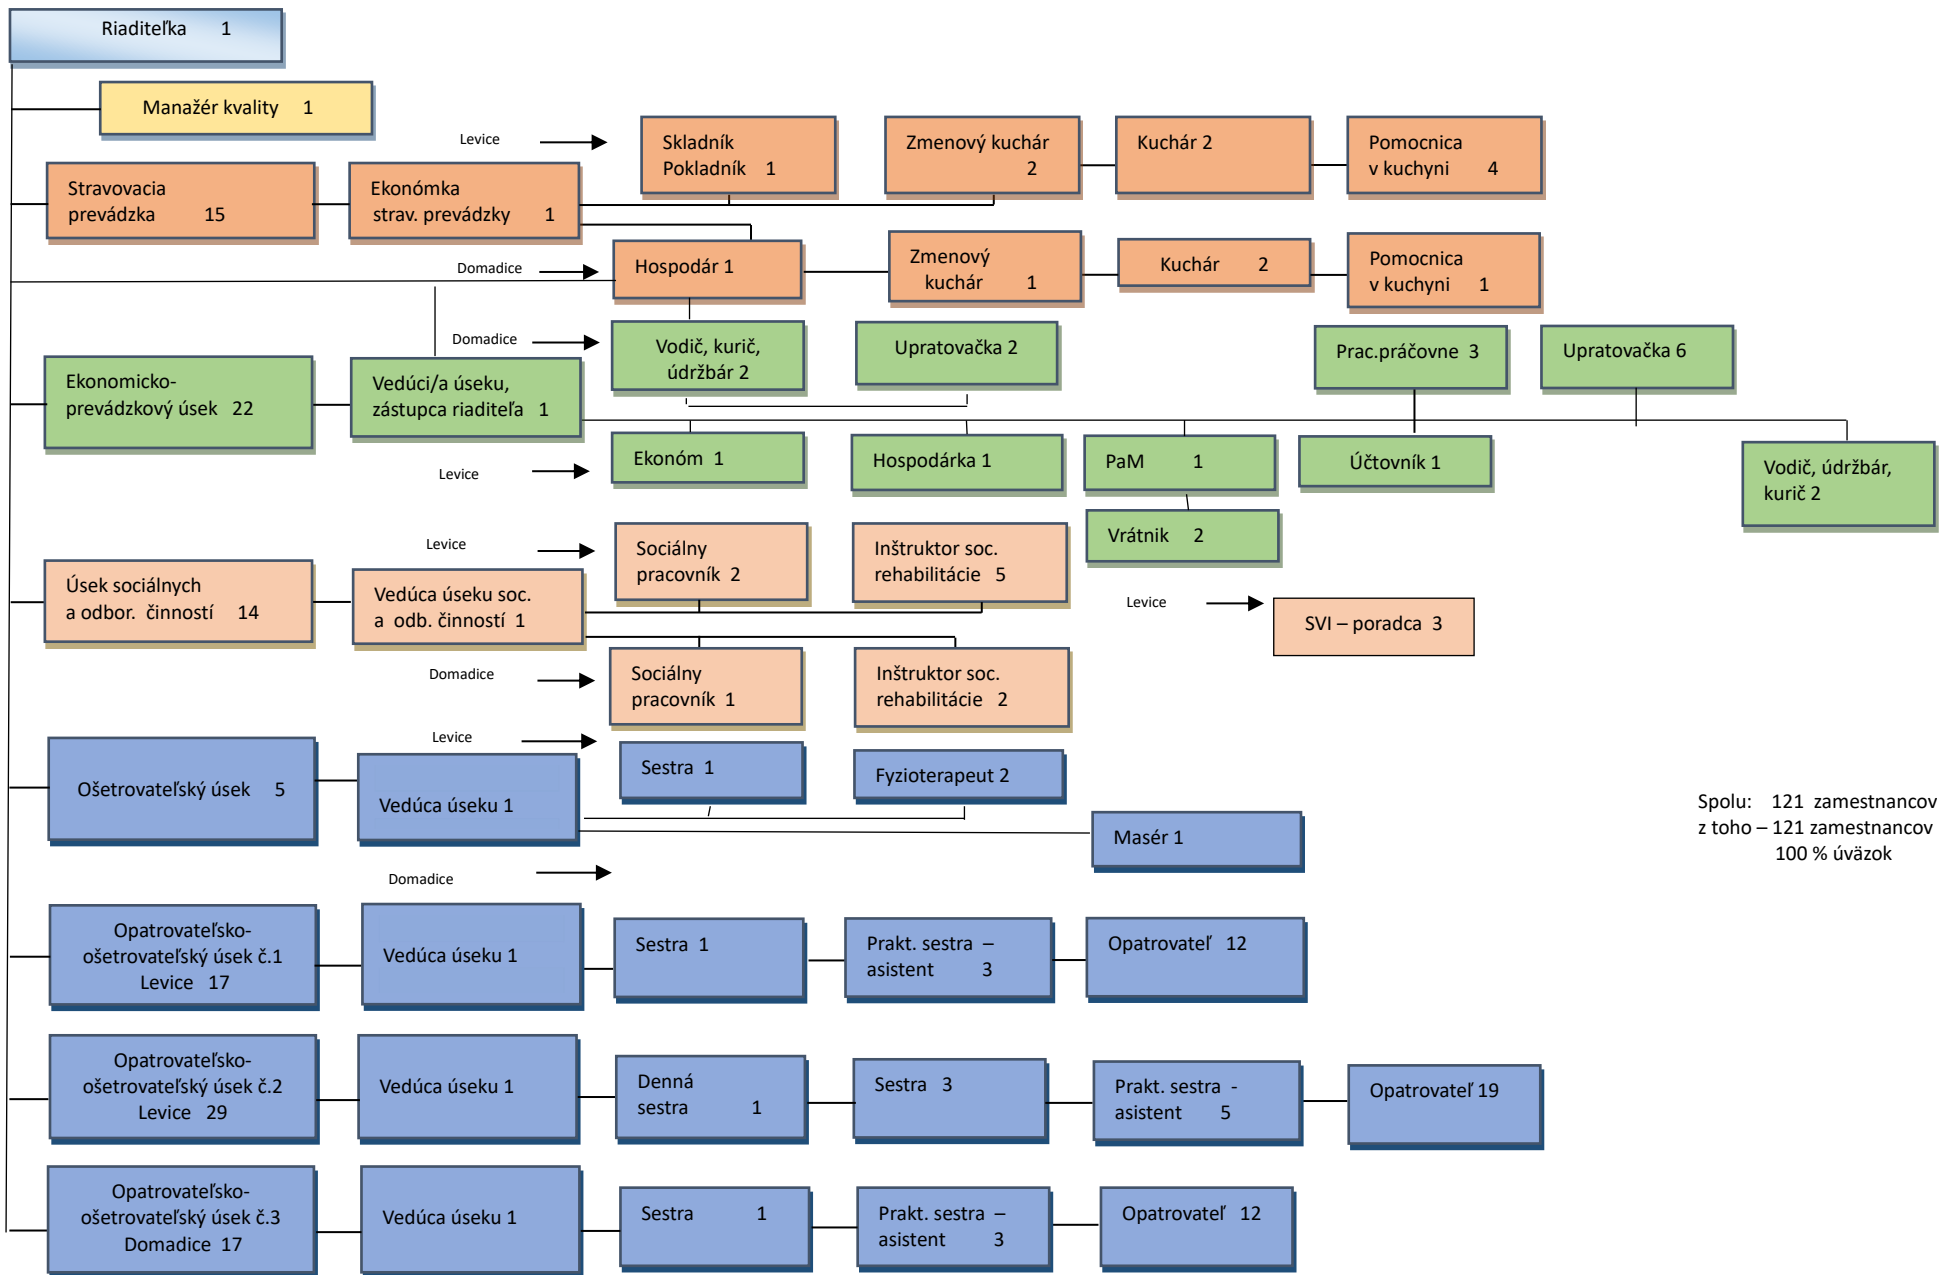 Riaditeľka 1
Manažér kvality 1
Levice
Skladník
Pokladník 1
Zmenový kuchár
2
Kuchár 2
Pomocnica
v kuchyni 4
Stravovacia
prevádzka 15
Ekonómka
strav. prevádzky 1
Domadice
Hospodár 1
Zmenový
kuchár 1
Kuchár 2
Pomocnica
v kuchyni 1
Domadice
Vodič, kurič,
údržbár 2
Upratovačka 2
Prac.práčovne 3
Upratovačka 6
Ekonomicko-
prevádzkový úsek 22
Vedúci/a úseku,
zástupca riaditeľa 1
Levice
Ekonóm 1
Hospodárka 1
PaM 1
Účtovník 1
Vodič, údržbár,
kurič 2
Vrátnik 2
Levice
Sociálny
pracovník 2
Inštruktor soc.
rehabilitácie 5
Úsek sociálnych
a odbor. činností 14
Vedúca úseku soc.
a odb. činností 1
Levice
SVI – poradca 3
Domadice
Sociálny
pracovník 1
Inštruktor soc.
rehabilitácie 2
Levice
Sestra 1
Fyzioterapeut 2
Ošetrovateľský úsek 5
Vedúca úseku 1
Masér 1
Spolu: 121 zamestnancov
z toho – 121 zamestnancov
100 % úväzok
Domadice
Opatrovateľsko-
ošetrovateľský úsek č.1
Levice 17
Vedúca úseku 1
Sestra 1
Prakt. sestra –
asistent 3
Opatrovateľ 12
Opatrovateľsko-
ošetrovateľský úsek č.2
Levice 29
Vedúca úseku 1
Denná
sestra 1
Sestra 3
Prakt. sestra -
asistent 5
Opatrovateľ 19
Opatrovateľsko-
ošetrovateľský úsek č.3
Domadice 17
Vedúca úseku 1
Sestra 1
Prakt. sestra –
asistent 3
Opatrovateľ 12